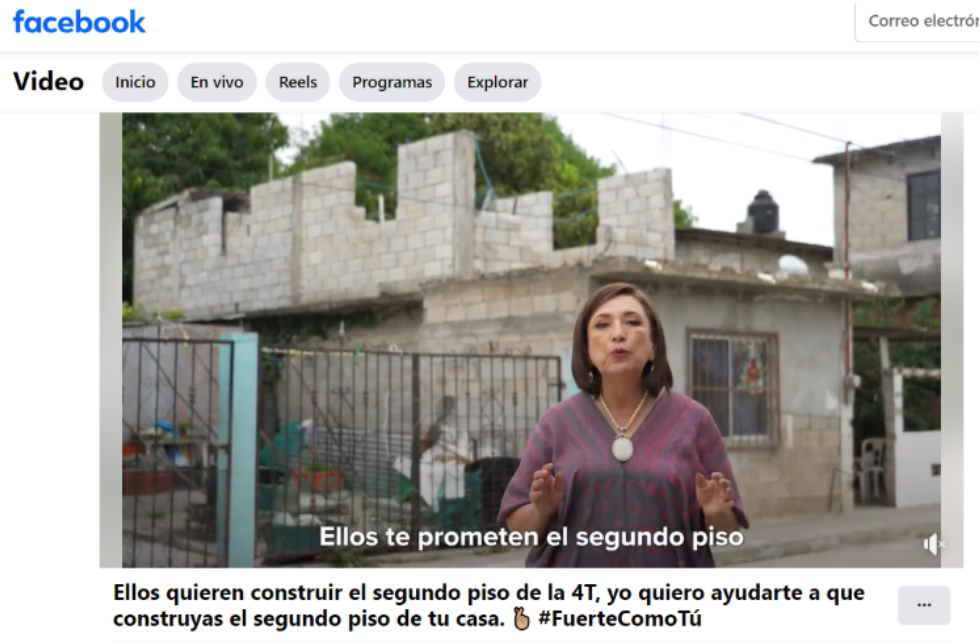 facebook
Correo electrón
Video
Inicio
En vivo
Reels
Programas
Explorar
Ellos te prometen el segundo piso
Ellos quieren construir el segundo piso de la 4T, yo quiero ayudarte a que
construyas el segundo piso de tu casa. 🫰🏼 #FuerteComoTú